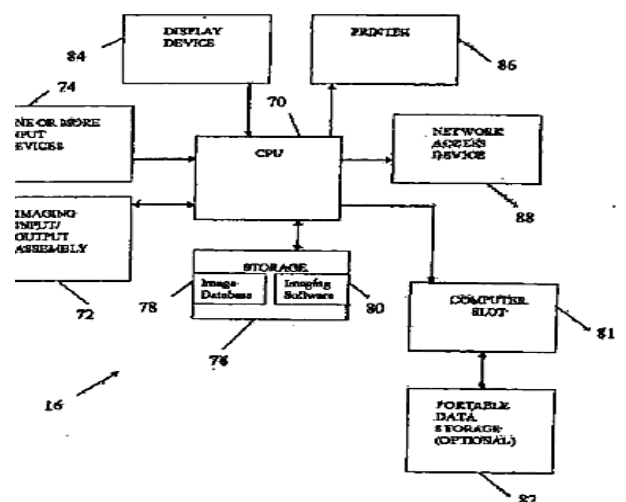 DISPLAY
DEVICE
84
PRINTER
86
74
70
NE OR MORE
NPUT
EVICES
CPU
NETWORK
ACCESS
DEVICE
88
IMAGING
INPUT/
OUTPUT
ASSEMBLY
72
STORAGE
78
Image
Database
Imaging
Software
80
76
COMPUTER
SLOT
81
16
PORTABLE
DATA
STORAGE
(OPTIONAL)
82